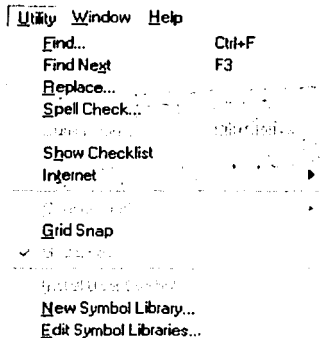 Utility Window Help
Find... Ctrl+F
Find Next F3
Replace...
Spell Check...
Show Checklist
Internet
Grid Snap
New Symbol Library...
Edit Symbol Libraries...